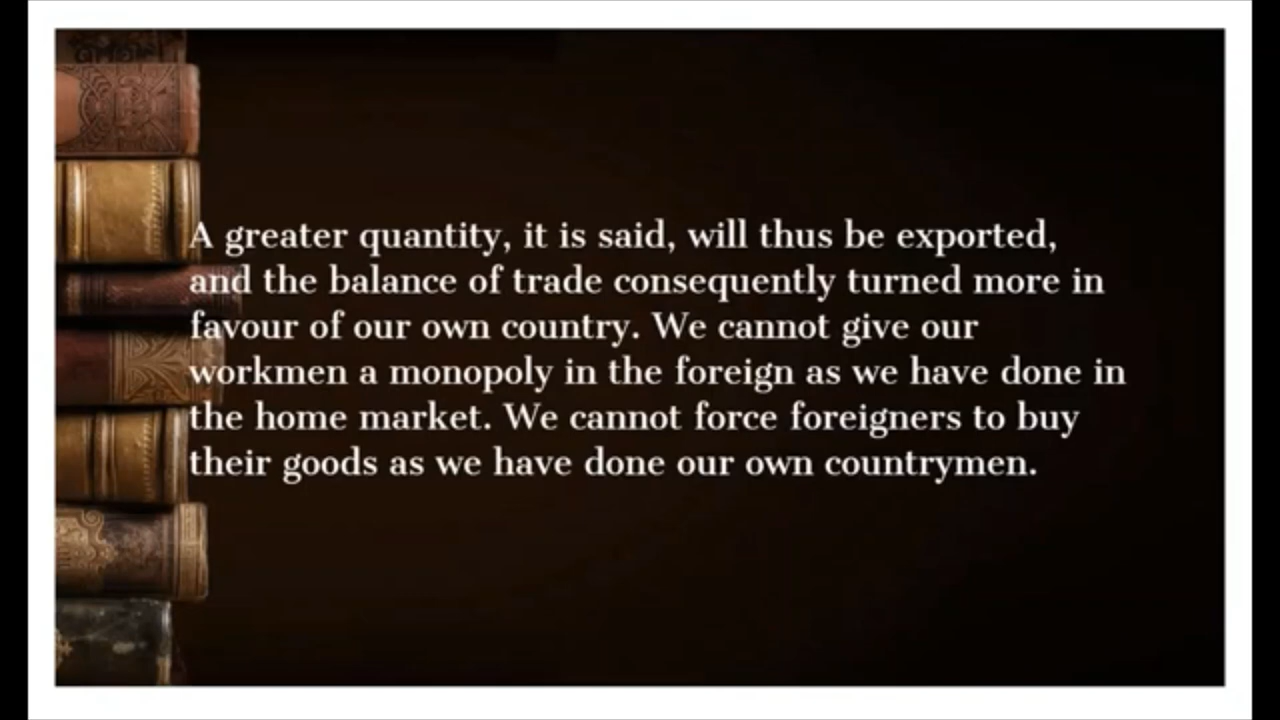 A greater quantity, it is said, will thus be exported,
and the balance of trade consequently turned more in
favour of our own country. We cannot give our
workmen a monopoly in the foreign as we have done in
the home market. We cannot force foreigners to buy
their goods as we have done our own countrymen.